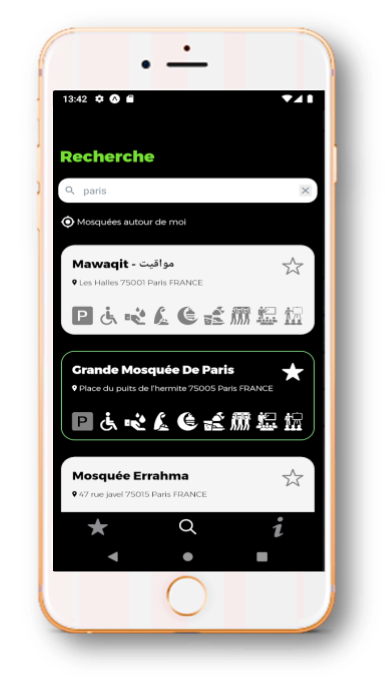 13:42
Recherche
paris
Mosquées autour de moi
Mawaqit - مواقيت
Les Halles 75001 Paris FRANCE
P
Grande Mosquée De Paris
Place du puits de l'hermite 75005 Paris FRANCE
P
Mosquée Errahma
47 rue javel 75015 Paris FRANCE